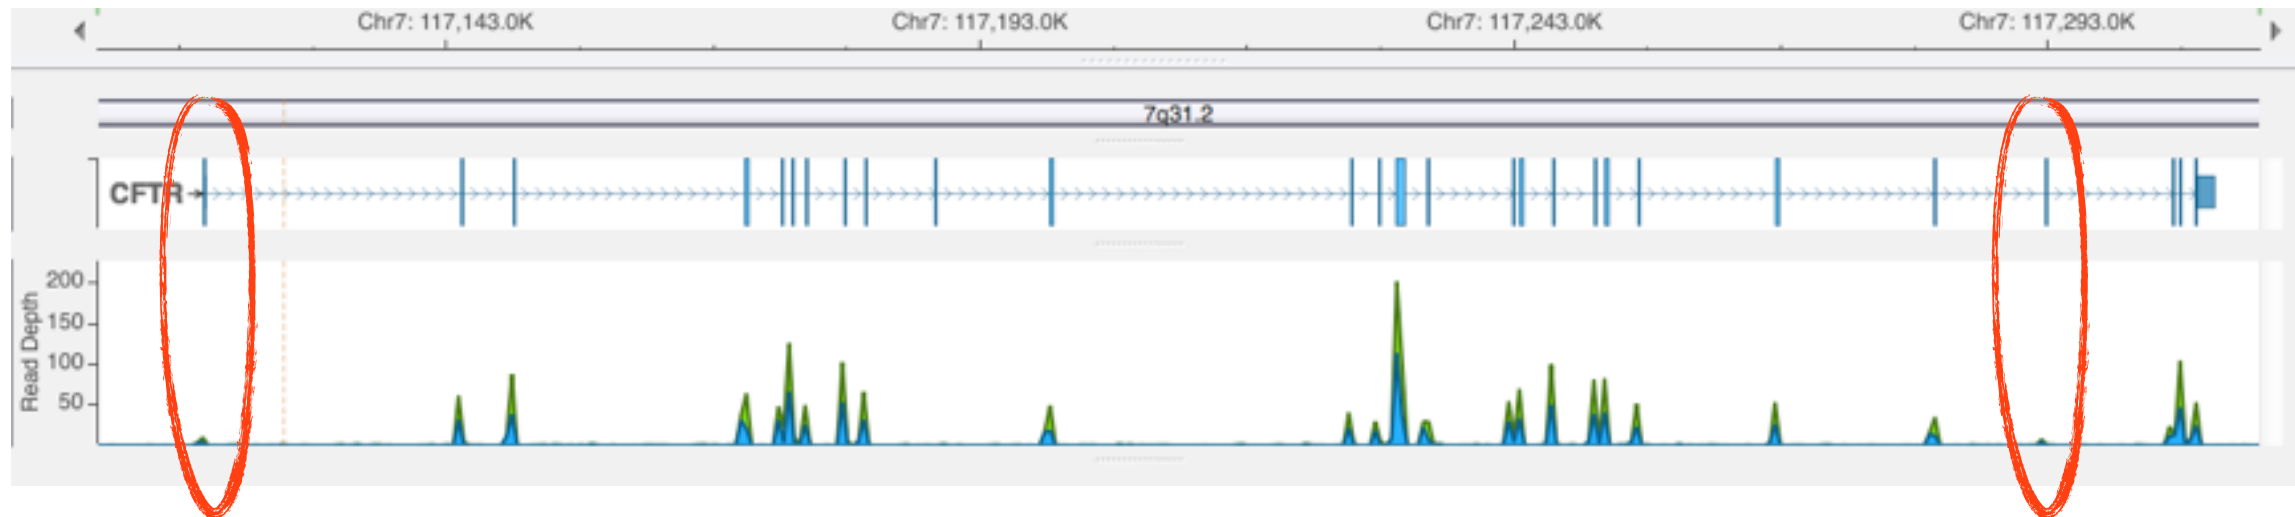 Chr7: 117,143.0K Chr7: 117,193.0K Chr7: 117,243.0K Chr7: 117,293.0K
7q31.2
CFTR
Read Depth
200
150
100
50